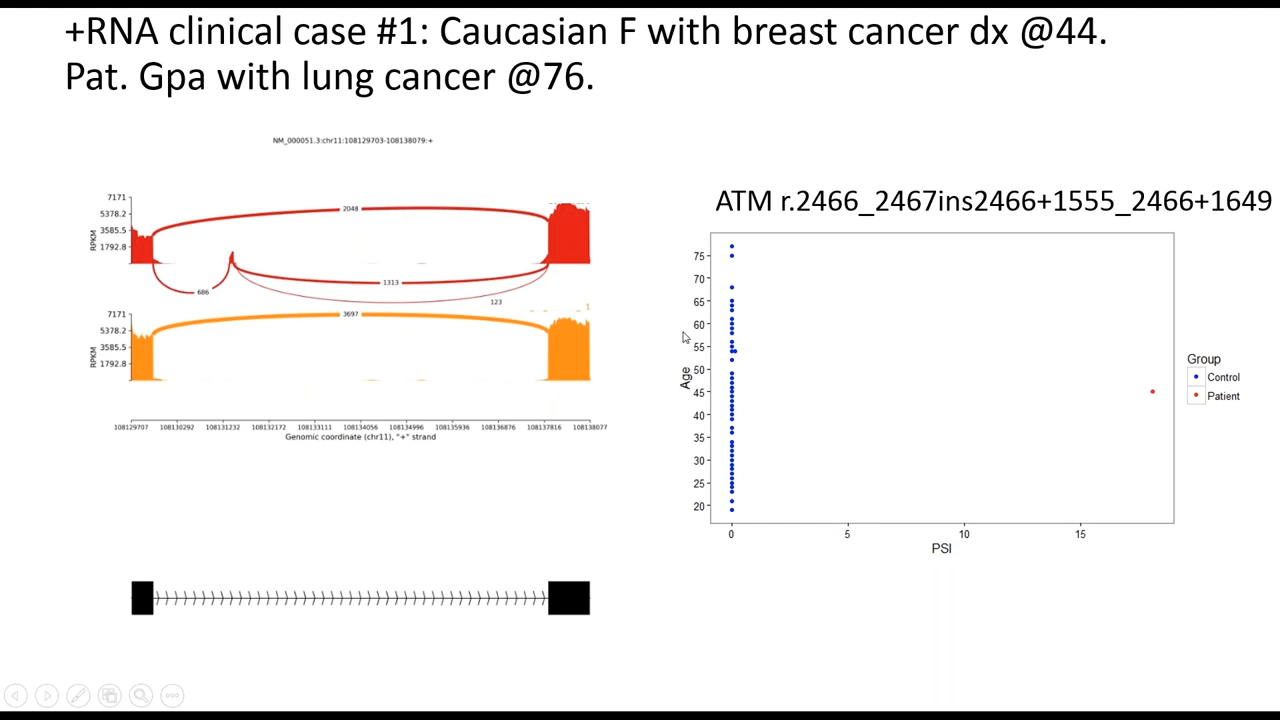 +RNA clinical case #1: Caucasian F with breast cancer dx @44.
Pat. Gpa with lung cancer @76.
NM_000051.3:chr11:108129703-108138079:+
7171
5378.2
3585.5
1792.8
RPKM
2048
686
1313
123
7171
5378.2
3585.5
1792.8
RPKM
3697
1
108129707 108130292 108131232 108132172 108133111 108134056 108134996 108135936 108136876 108137816 108138077
Genomic coordinate (chr11), "+" strand
ATM r.2466_2467ins2466+1555_2466+1649
75
70
65
60
55
50
45
40
35
30
25
20
Age
0 5 10 15
PSI
Group
Control
Patient